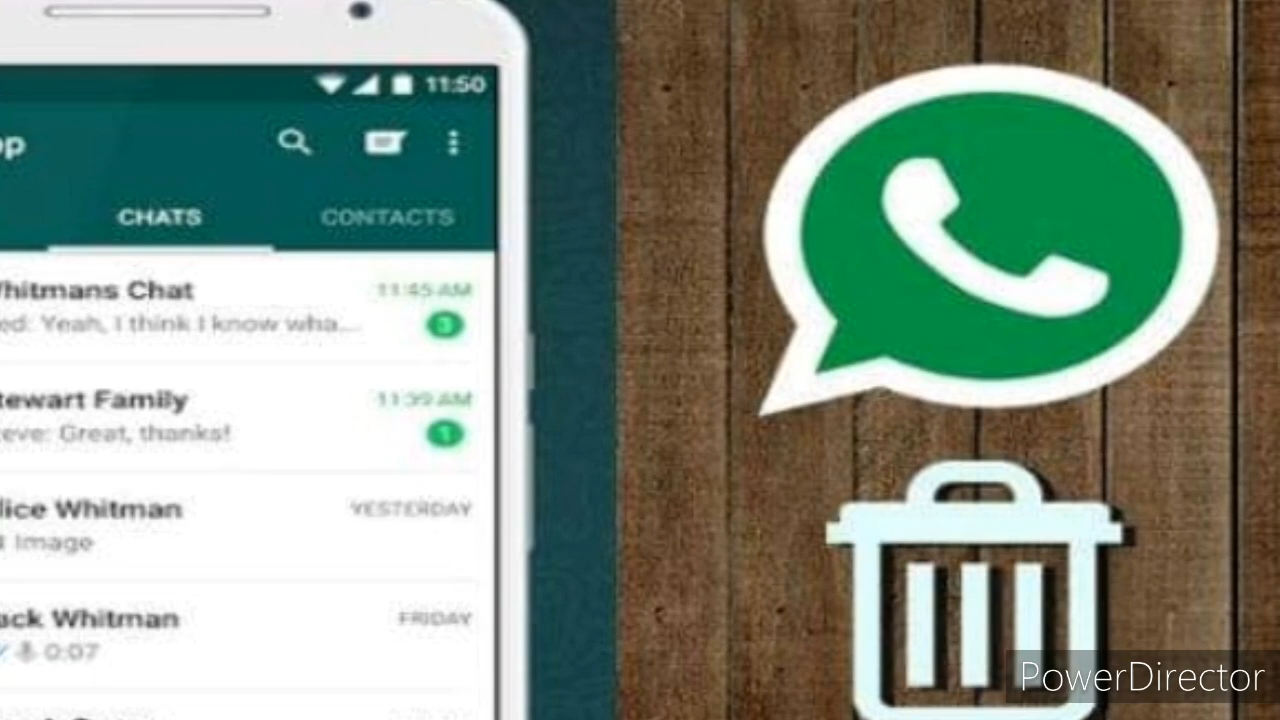 11:50
pp
CHATS CONTACTS
hitmans Chat 11:45 AM
ed: Yeah, I think I know wha... 3
tewart Family 11:39 AM
eve: Great, thanks! 1
lice Whitman YESTERDAY
Image
ack Whitman FRIDAY
0:07
PowerDirector